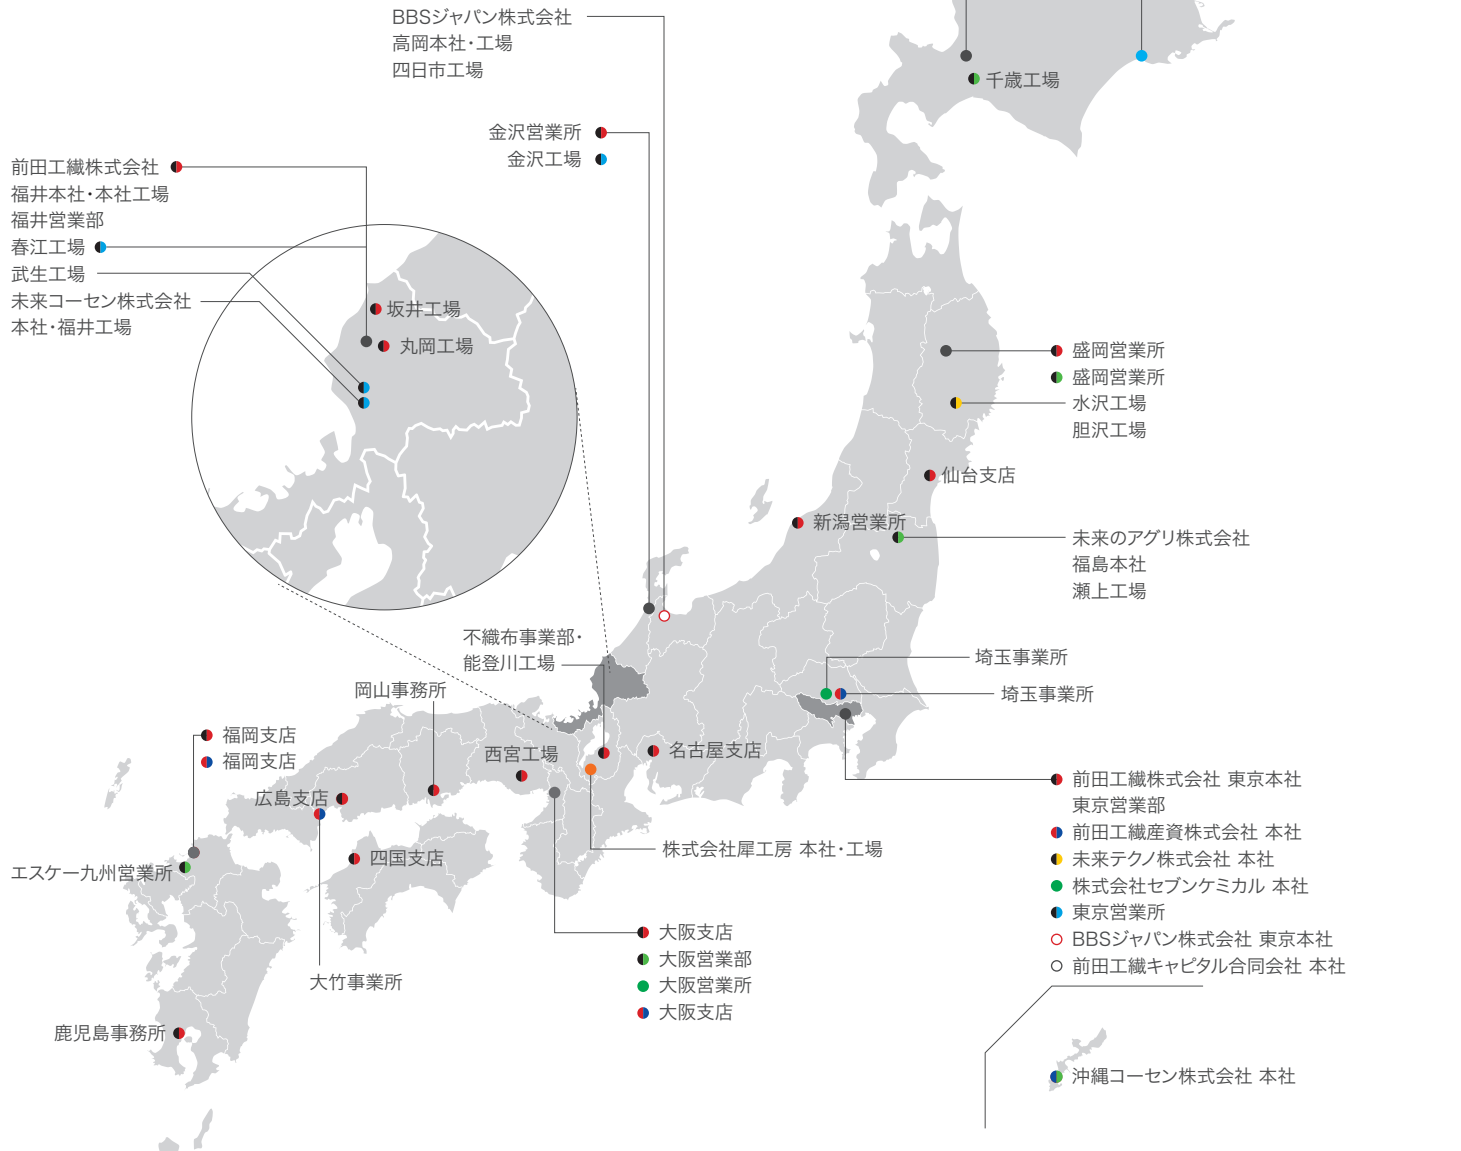 BBSジャパン株式会社
高岡本社・工場
四日市工場
千歳工場
金沢営業所
金沢工場
前田工繊株式会社
福井本社・本社工場
福井営業部
春江工場
武生工場
未来コーセン株式会社
本社・福井工場
坂井工場
丸岡工場
盛岡営業所
盛岡営業所
水沢工場
胆沢工場
仙台支店
新潟営業所
未来のアグリ株式会社
福島本社
瀬上工場
不織布事業部・
能登川工場
埼玉事業所
埼玉事業所
岡山事務所
福岡支店
福岡支店
西宮工場
名古屋支店
広島支店
前田工繊株式会社 東京本社
東京営業部
前田工繊産資株式会社 本社
未来テクノ株式会社 本社
株式会社セブンケミカル 本社
東京営業所
BBSジャパン株式会社 東京本社
前田工繊キャピタル合同会社 本社
株式会社犀工房 本社・工場
四国支店
エスケー九州営業所
大阪支店
大阪営業部
大阪営業所
大阪支店
大竹事業所
鹿児島事務所
沖縄コーセン株式会社 本社